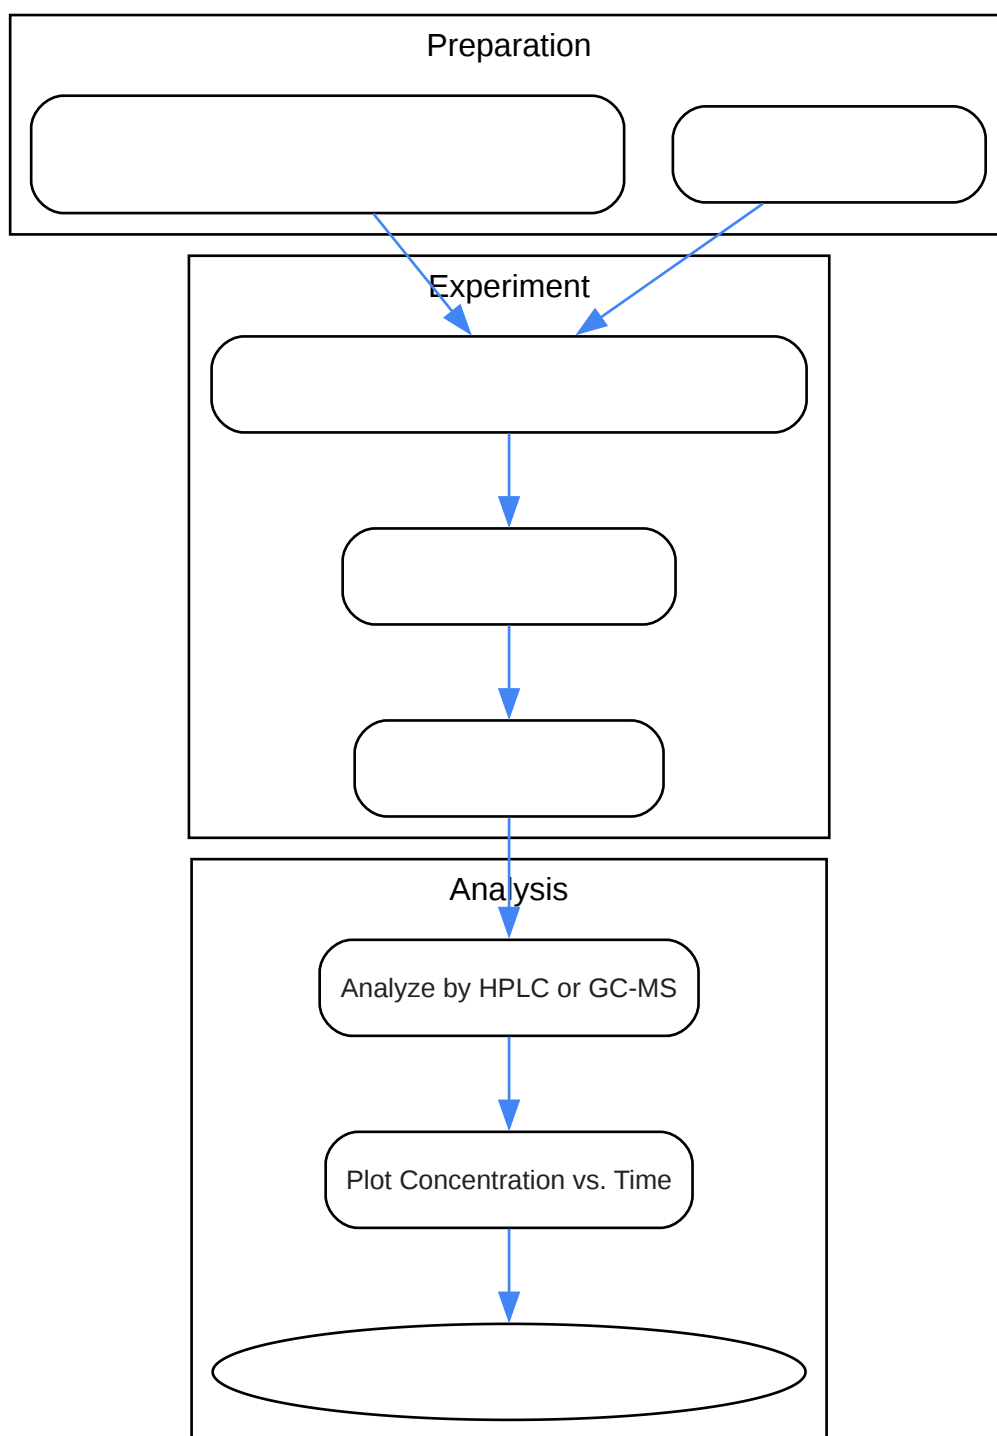 Preparation
Experiment
Analysis
Analyze by HPLC or GC-MS
Plot Concentration vs. Time